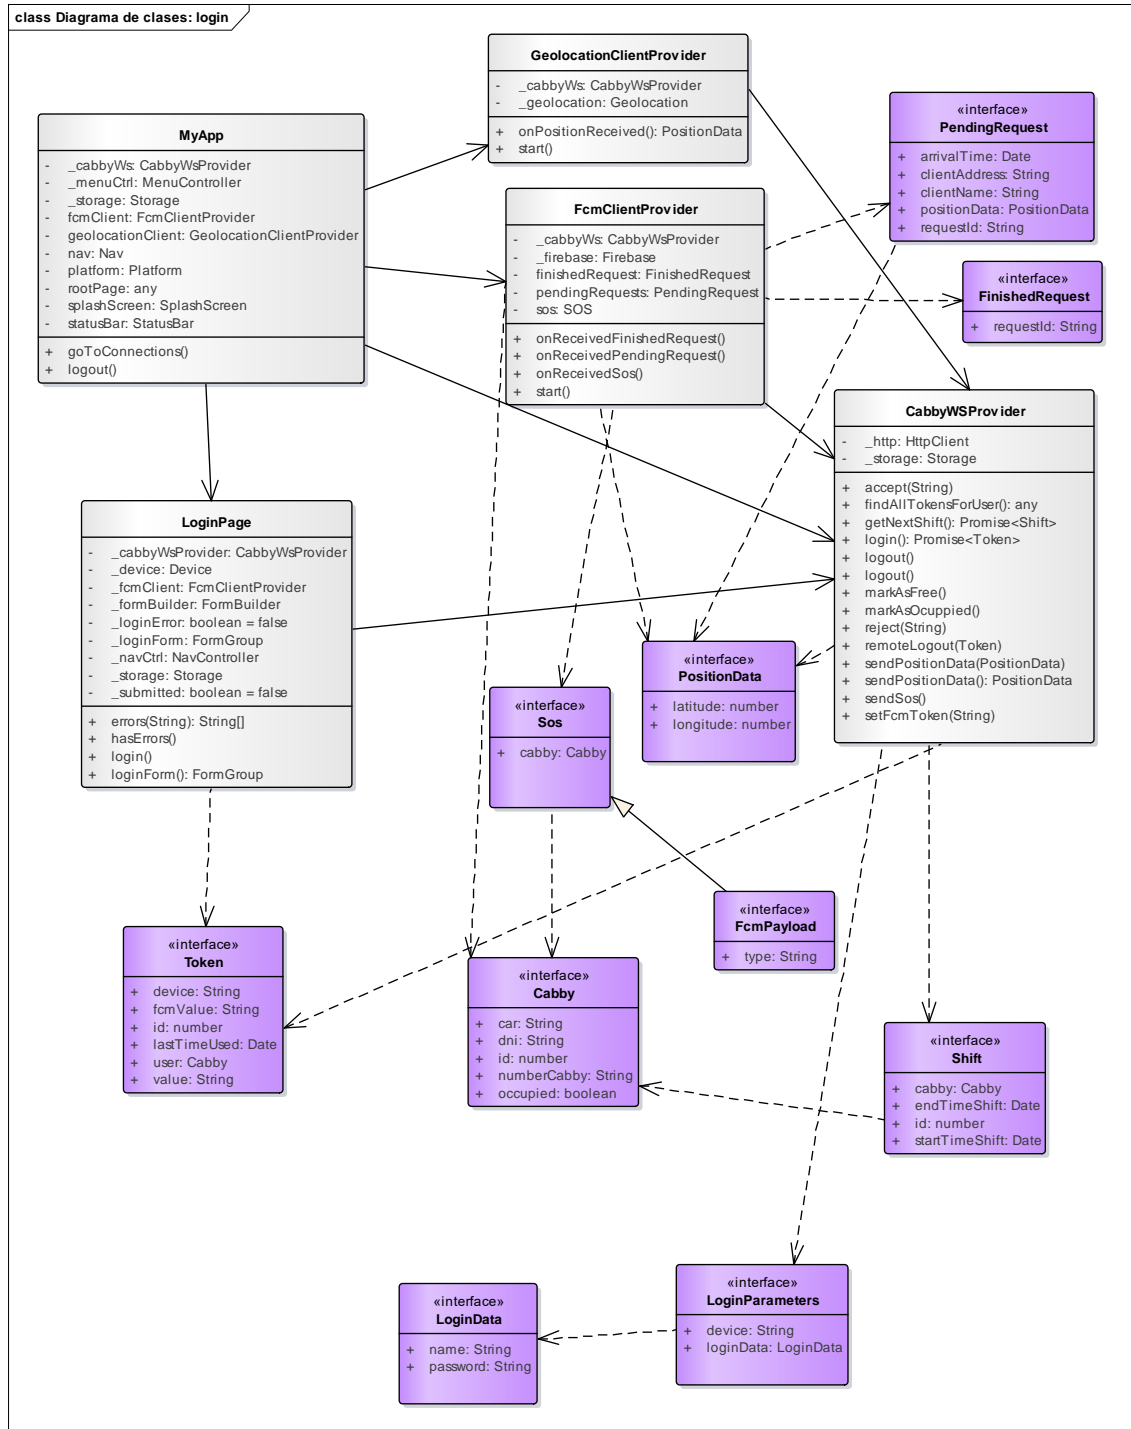 class Diagrama de clases: login
GeolocationClientProvider
- _cabbyWs: CabbyWsProvider
- _geolocation: Geolocation
+ onPositionReceived(): PositionData
+ start()
«interface»
PendingRequest
+ arrivalTime: Date
+ clientAddress: String
+ clientName: String
+ positionData: PositionData
+ requestId: String
MyApp
- _cabbyWs: CabbyWsProvider
- _menuCtrl: MenuController
- _storage: Storage
- fcmClient: FcmClientProvider
- geolocationClient: GeolocationClientProvider
- nav: Nav
- platform: Platform
- rootPage: any
- splashScreen: SplashScreen
- statusBar: StatusBar
+ goToConnections()
+ logout()
FcmClientProvider
- _cabbyWs: CabbyWsProvider
- _firebase: Firebase
- finishedRequest: FinishedRequest
- pendingRequests: PendingRequest
- sos: SOS
+ onReceivedFinishedRequest()
+ onReceivedPendingRequest()
+ onReceivedSos()
+ start()
«interface»
FinishedRequest
+ requestId: String
CabbyWSProvider
- _http: HttpClient
- _storage: Storage
+ accept(String)
+ findAllTokensForUser(): any
+ getNextShift(): Promise<Shift>
+ login(): Promise<Token>
+ logout()
+ logout()
+ markAsFree()
+ markAsOcuppied()
+ reject(String)
+ remoteLogout(Token)
+ sendPositionData(PositionData)
+ sendPositionData(): PositionData
+ sendSos()
+ setFcmToken(String)
LoginPage
- _cabbyWsProvider: CabbyWsProvider
- _device: Device
- _fcmClient: FcmClientProvider
- _formBuilder: FormBuilder
- _loginError: boolean = false
- _loginForm: FormGroup
- _navCtrl: NavController
- _storage: Storage
- _submitted: boolean = false
+ errors(String): String[]
+ hasErrors()
+ login()
+ loginForm(): FormGroup
«interface»
PositionData
+ latitude: number
+ longitude: number
«interface»
Sos
+ cabby: Cabby
«interface»
FcmPayload
+ type: String
«interface»
Token
+ device: String
+ fcmValue: String
+ id: number
+ lastTimeUsed: Date
+ user: Cabby
+ value: String
«interface»
Cabby
+ car: String
+ dni: String
+ id: number
+ numberCabby: String
+ occupied: boolean
«interface»
Shift
+ cabby: Cabby
+ endTimeShift: Date
+ id: number
+ startTimeShift: Date
«interface»
LoginData
+ name: String
+ password: String
«interface»
LoginParameters
+ device: String
+ loginData: LoginData